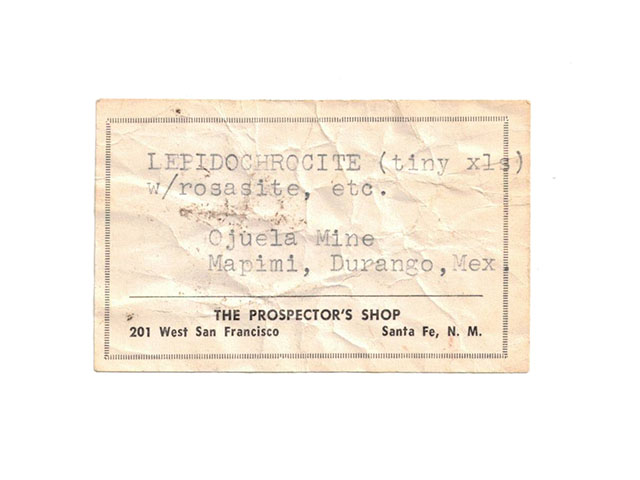 LEPIDOCHROCITE (tiny xls)
w/rosasite, etc.
Ojuela Mine
Mapimi, Durango,Mex.
THE PROSPECTOR'S SHOP
201 West San Francisco Santa Fe, N. M.